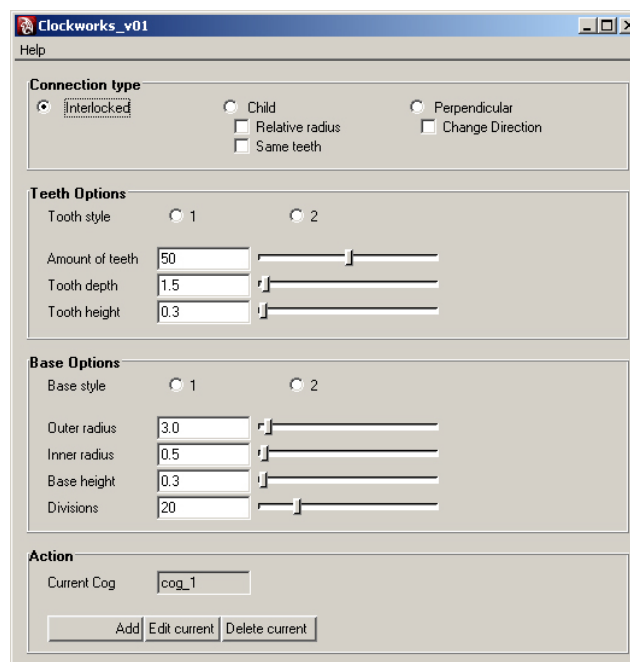 Clockworks_v01
Help
Connection type
Interlocked Child Perpendicular
Relative radius Change Direction
Same teeth
Teeth Options
Tooth style 1 2
Amount of teeth 50
Tooth depth 1.5
Tooth height 0.3
Base Options
Base style 1 2
Outer radius 3.0
Inner radius 0.5
Base height 0.3
Divisions 20
Action
Current Cog cog_1
Add Edit current Delete current